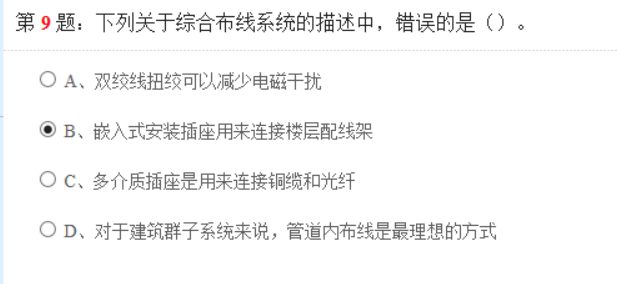 第 9 题：下列关于综合布线系统的描述中，错误的是（）。
A、双绞线扭绞可以减少电磁干扰
B、嵌入式安装插座用来连接楼层配线架
C、多介质插座是用来连接铜缆和光纤
D、对于建筑群子系统来说，管道内布线是最理想的方式